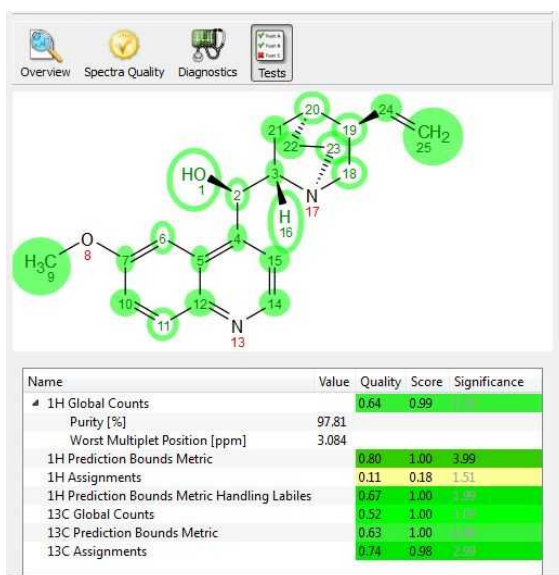 Overview Spectra Quality Diagnostics Tests
20 24
21 19 CH2
22 23 25
HO 3 18
1 2 N
H 17
O 6 16
H3C 8 7 5 4 15
9
10 12 14
11 N
13
Name Value Quality Score Significance
1H Global Counts 0.64 0.99
Purity [%] 97.81
Worst Multiplet Position [ppm] 3.084
1H Prediction Bounds Metric 0.80 1.00 3.99
1H Assignments 0.11 0.18 1.51
1H Prediction Bounds Metric Handling Labiles 0.67 1.00
13C Global Counts 0.52 1.00
13C Prediction Bounds Metric 0.63 1.00
13C Assignments 0.74 0.98